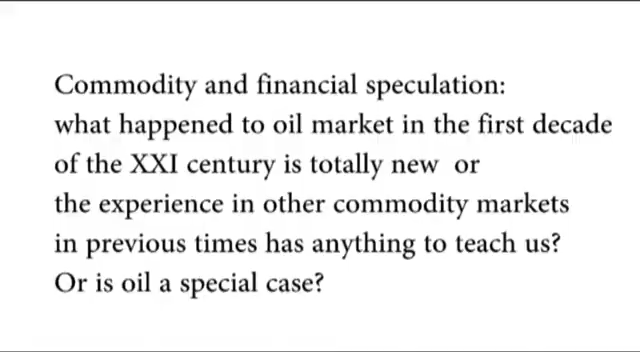 Commodity and financial speculation:
what happened to oil market in the first decade
of the XXI century is totally new  or
the experience in other commodity markets
in previous times has anything to teach us?
Or is oil a special case?